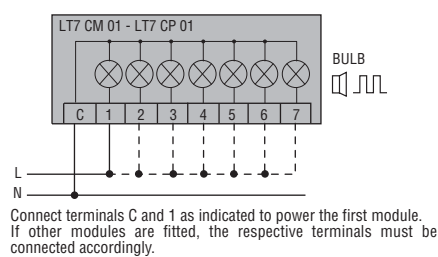 LT7 CM 01 - LT7 CP 01
BULB
C 1 2 3 4 5 6 7
L
N
Connect terminals C and 1 as indicated to power the first module.
If other modules are fitted, the respective terminals must be
connected accordingly.